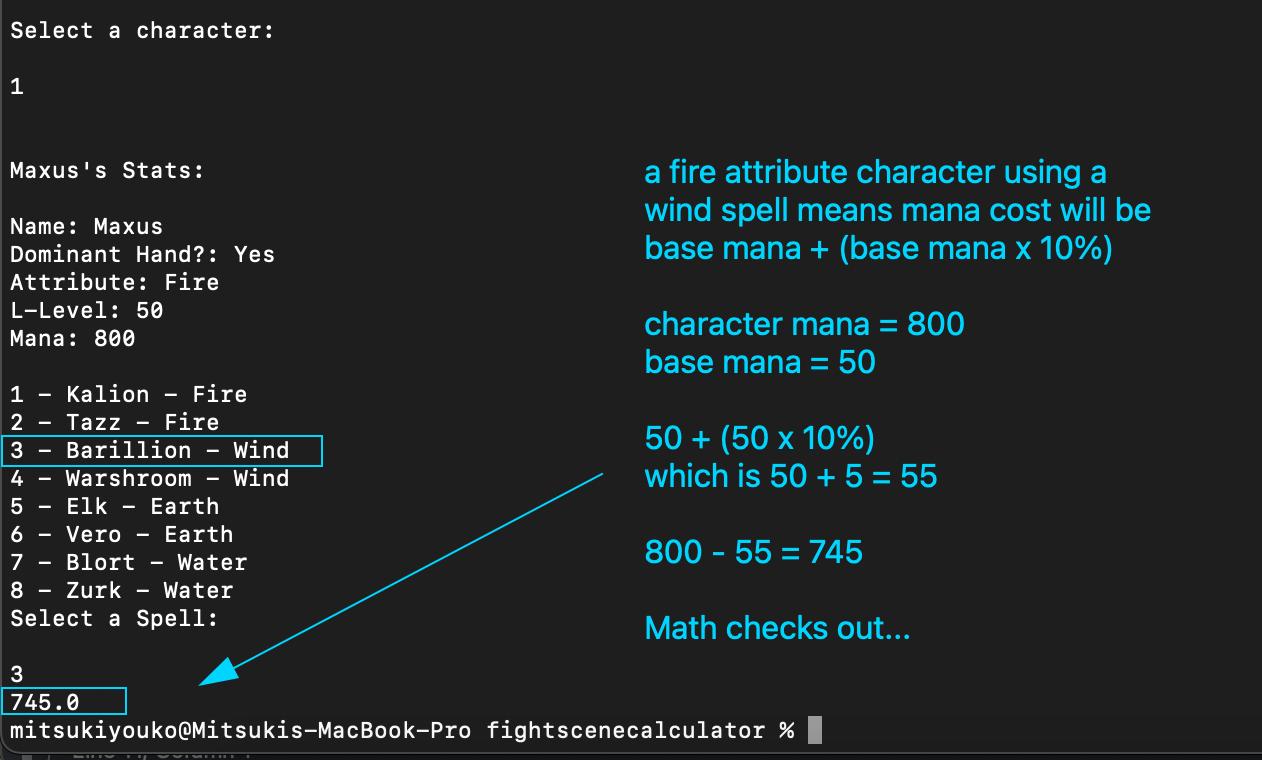 Select a character:
1
Maxus's Stats:
Name: Maxus
Dominant Hand?: Yes
Attribute: Fire
L-Level: 50
Mana: 800
1 - Kalion - Fire
2 - Tazz - Fire
3 - Barillion - Wind
4 - Warshroom - Wind
5 - Elk - Earth
6 - Vero - Earth
7 - Blort - Water
8 - Zurk - Water
Select a Spell:
3
745.0
mitsukiyouko@Mitsukis-MacBook-Pro fightscenecalculator %
a fire attribute character using a
wind spell means mana cost will be
base mana + (base mana x 10%)
character mana = 800
base mana = 50
50 + (50 x 10%)
which is 50 + 5 = 55
800 - 55 = 745
Math checks out...